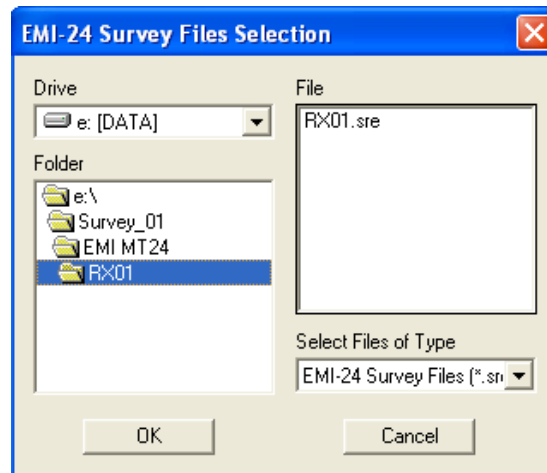 EMI-24 Survey Files Selection
Drive
e: [DATA]
Folder
e:\
Survey_01
EMI MT24
RX01
File
RX01.sre
Select Files of Type
EMI-24 Survey Files (*.sr
OK
Cancel